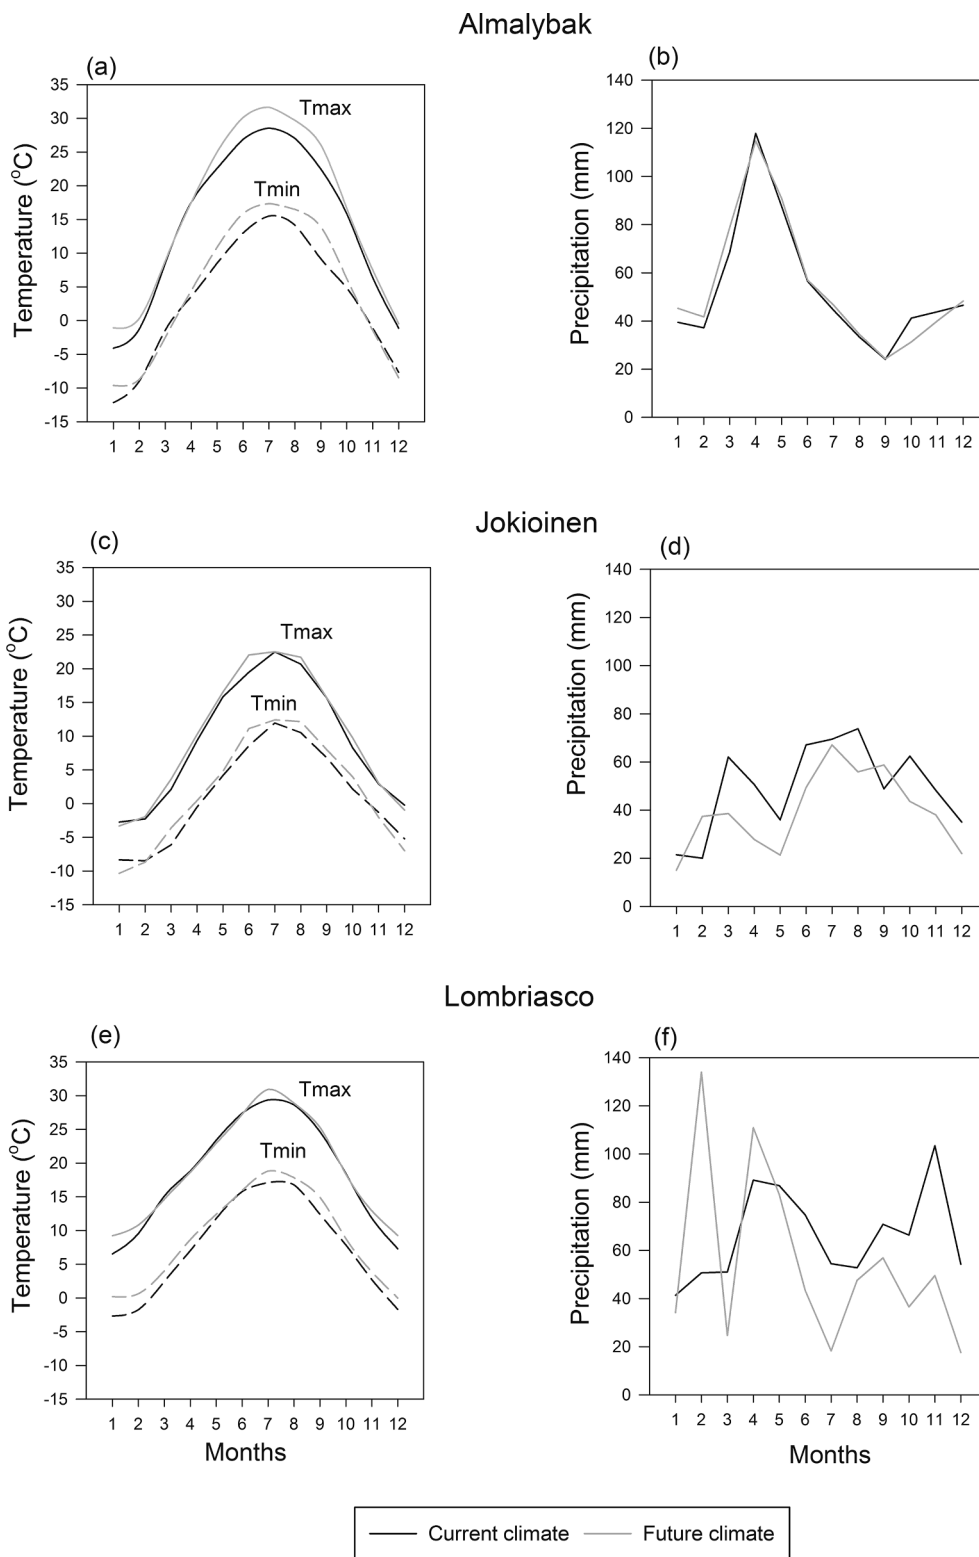 Almalybak
(a)
Temperature (°C)
35
30
25
20
15
10
5
0
-5
-10
-15
Tmax
Tmin
1 2 3 4 5 6 7 8 9 10 11 12
(b)
Precipitation (mm)
140
120
100
80
60
40
20
0
1 2 3 4 5 6 7 8 9 10 11 12
Jokioinen
(c)
Temperature (°C)
35
30
25
20
15
10
5
0
-5
-10
-15
Tmax
Tmin
1 2 3 4 5 6 7 8 9 10 11 12
(d)
Precipitation (mm)
140
120
100
80
60
40
20
0
1 2 3 4 5 6 7 8 9 10 11 12
Lombriasco
(e)
Temperature (°C)
35
30
25
20
15
10
5
0
-5
-10
-15
Tmax
Tmin
1 2 3 4 5 6 7 8 9 10 11 12
Months
(f)
Precipitation (mm)
140
120
100
80
60
40
20
0
1 2 3 4 5 6 7 8 9 10 11 12
Months
Current climate Future climate